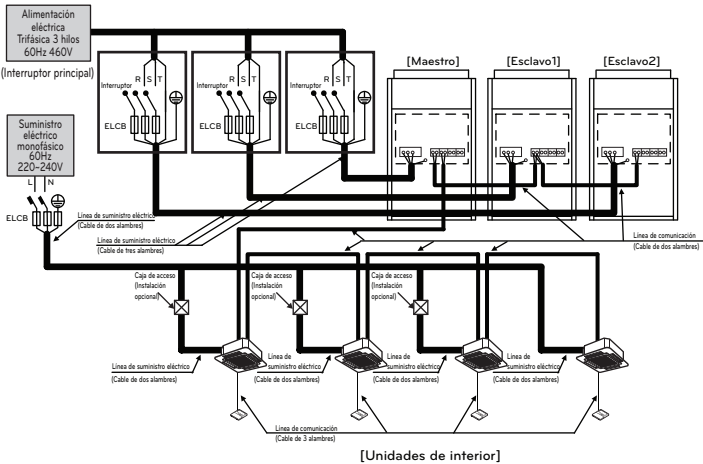 Alimentación
eléctrica
Trifásica 3 hilos
60Hz 460V
(Interruptor principal)
R S T
Interruptor
ELCB
R S T
Interruptor
ELCB
R S T
Interruptor
ELCB
[Maestro]
[Esclavo1]
[Esclavo2]
Suministro
eléctrico
monofásico
60Hz
220-240V
L N
ELCB
Línea de suministro eléctrico
(Cable de dos alambres)
Línea de suministro eléctrico
(Cable de tres alambres)
Línea de comunicación
(Cable de dos alambres)
Caja de acceso
(Instalación
opcional)
Caja de acceso
(Instalación
opcional)
Caja de acceso
(Instalación
opcional)
Línea de suministro eléctrico
(Cable de dos alambres)
Línea de
suministro eléctrico
(Cable de dos alambres)
Línea de
suministro eléctrico
(Cable de dos alambres)
Línea de
suministro eléctrico
(Cable de dos alambres)
Línea de comunicación
(Cable de 3 alambres)
[Unidades de interior]